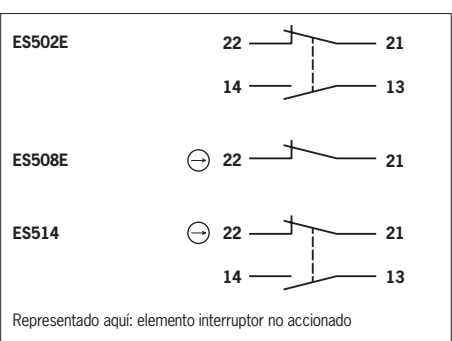 ES502E 22 21
14 13
ES508E 22 21
ES514 22 21
14 13
Representado aquí: elemento interruptor no accionado